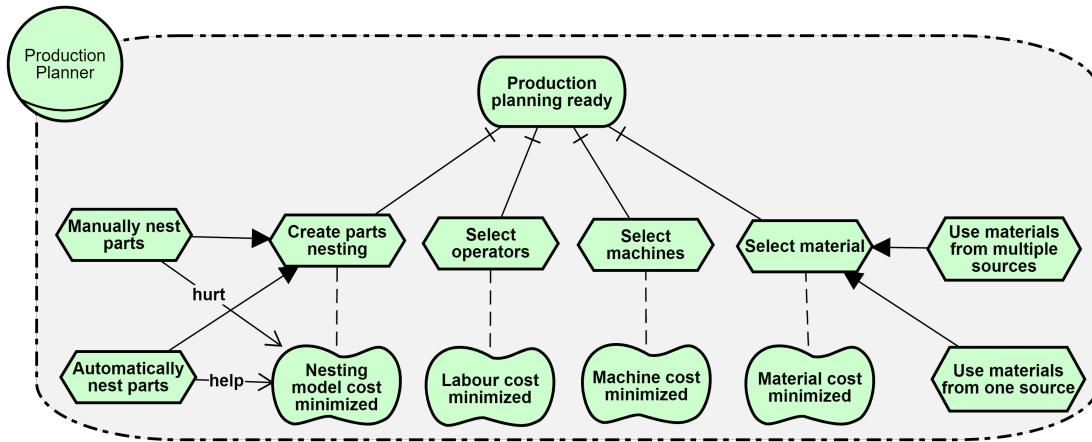 Production
Planner
Production
planning ready
Manually nest
parts
Create parts
nesting
Select
operators
Select
machines
Select material
Use materials
from multiple
sources
hurt
Automatically
nest parts
help
Nesting
model cost
minimized
Labour cost
minimized
Machine cost
minimized
Material cost
minimized
Use materials
from one source